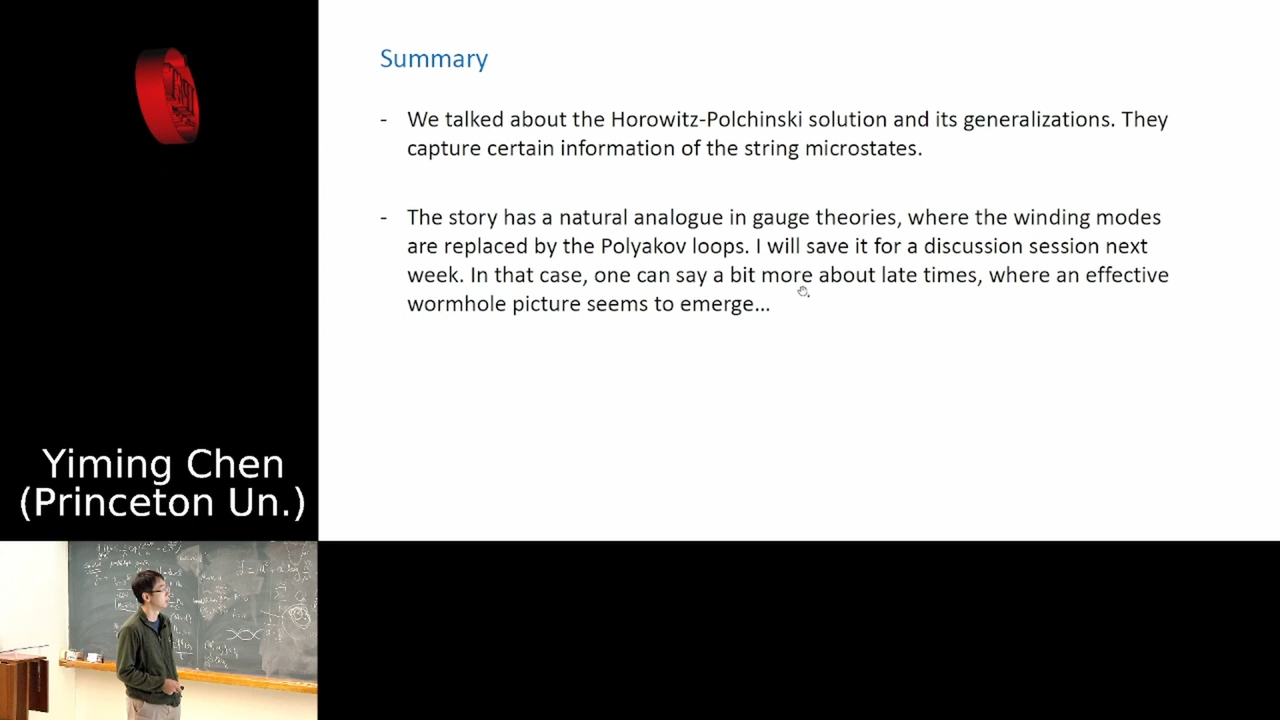 Summary
- We talked about the Horowitz-Polchinski solution and its generalizations. They
capture certain information of the string microstates.
- The story has a natural analogue in gauge theories, where the winding modes
are replaced by the Polyakov loops. I will save it for a discussion session next
week. In that case, one can say a bit more about late times, where an effective
wormhole picture seems to emerge...
Yiming Chen
(Princeton Un.)